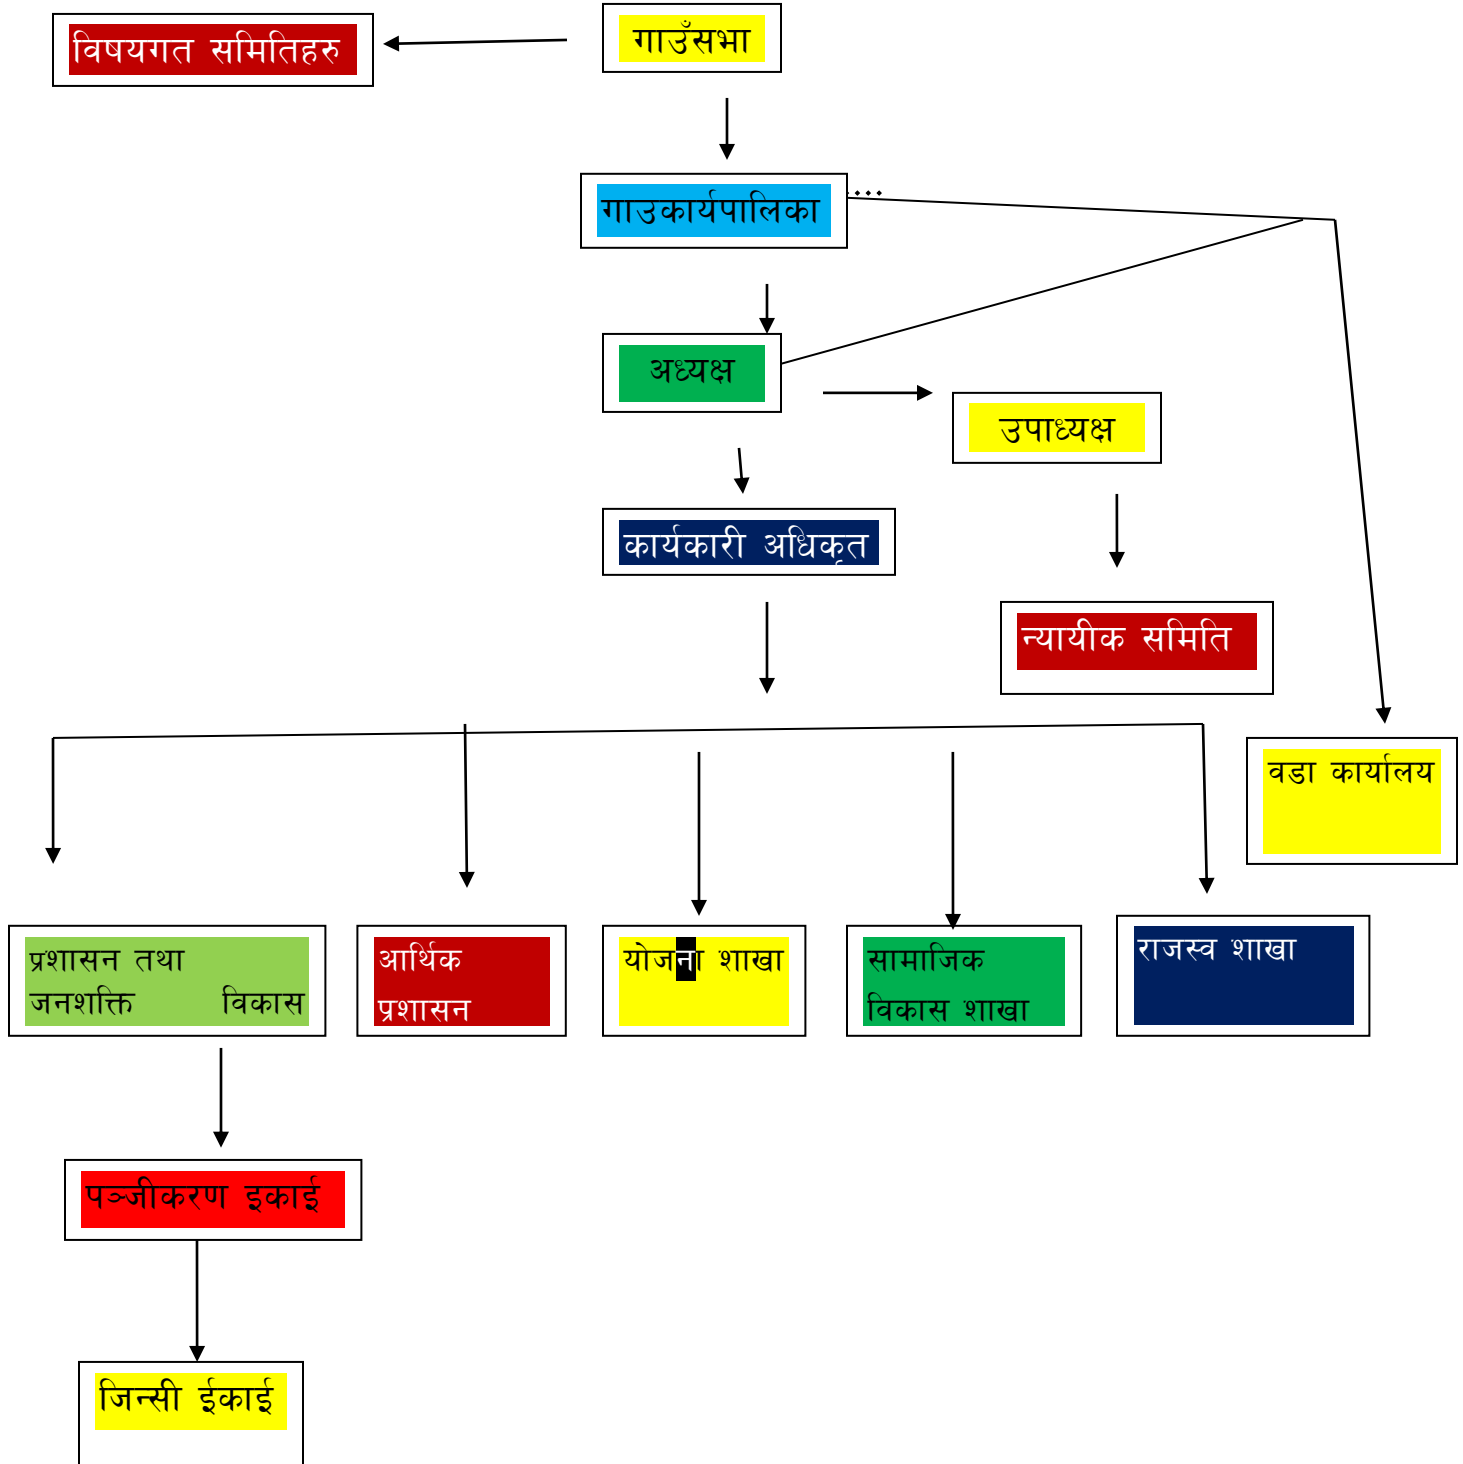 विषयगत समितिहरु
गाउँसभा
गाउकार्यपालिका
अध्यक्ष
उपाध्यक्ष
कार्यकारी अधिकृत
न्यायीक समिति
वडा कार्यालय
प्रशासन तथा
जनशक्ति विकास
आर्थिक
प्रशासन
योजना शाखा
सामाजिक
विकास शाखा
राजस्व शाखा
पञ्जीकरण इकाई
जिन्सी ईकाई